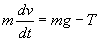 m dv/dt = mg − T